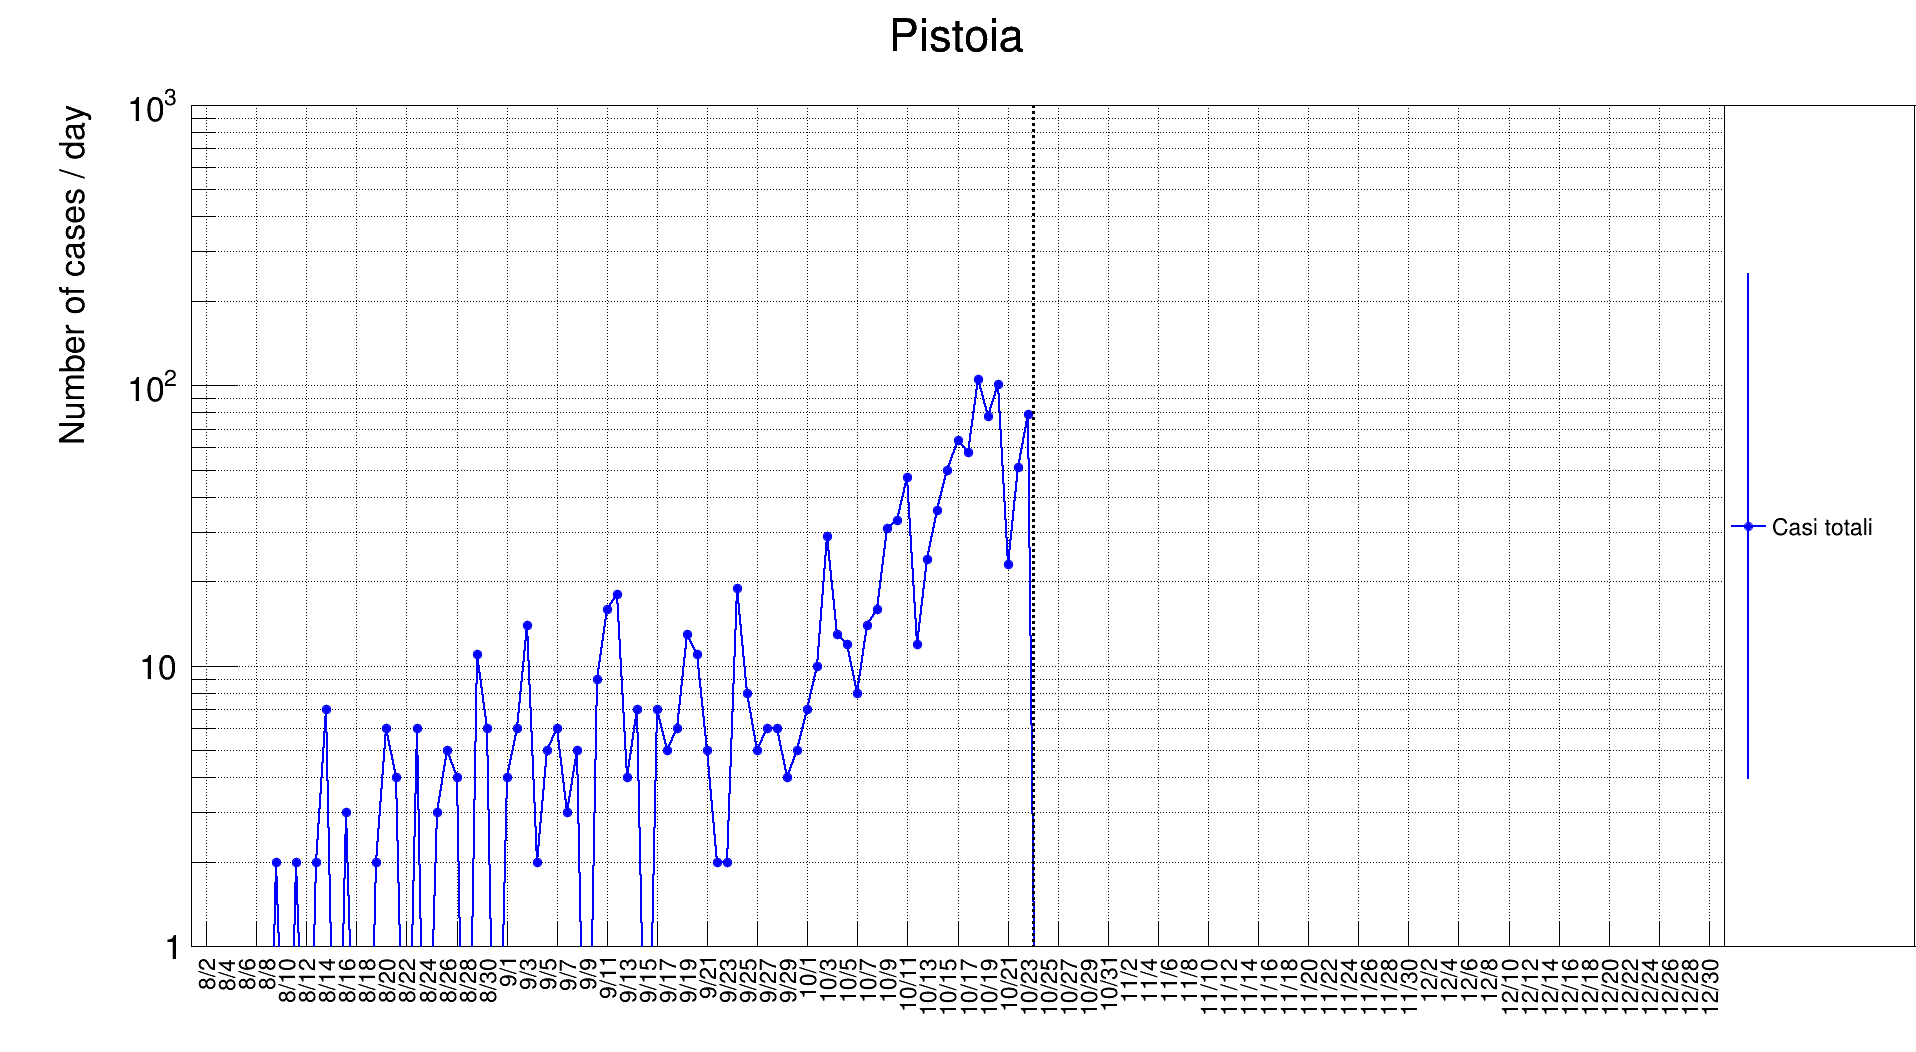 Pistoia
Number of cases / day
10³
10²
10
1
8/2 8/4 8/6 8/8 8/10 8/12 8/14 8/16 8/18 8/20 8/22 8/24 8/26 8/28 8/30 9/1 9/3 9/5 9/7 9/9 9/11 9/13 9/15 9/17 9/19 9/21 9/23 9/25 9/27 9/29 10/1 10/3 10/5 10/7 10/9 10/11 10/13 10/15 10/17 10/19 10/21 10/23 10/25 10/27 10/29 10/31 11/2 11/4 11/6 11/8 11/10 11/12 11/14 11/16 11/18 11/20 11/22 11/24 11/26 11/28 11/30 12/2 12/4 12/6 12/8 12/10 12/12 12/14 12/16 12/18 12/20 12/22 12/24 12/26 12/28 12/30
Casi totali